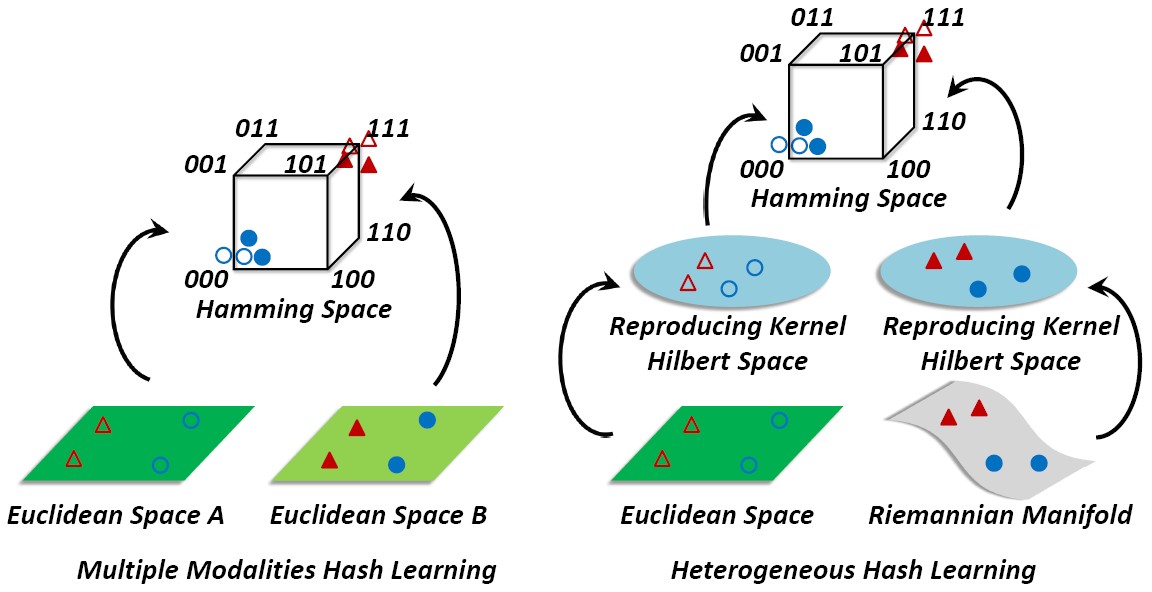 011 111
001 101
110
000 100
Hamming Space
Euclidean Space A
Euclidean Space B
Multiple Modalities Hash Learning
011 111
001 101
110
000 100
Hamming Space
Reproducing Kernel
Hilbert Space
Reproducing Kernel
Hilbert Space
Euclidean Space
Riemannian Manifold
Heterogeneous Hash Learning